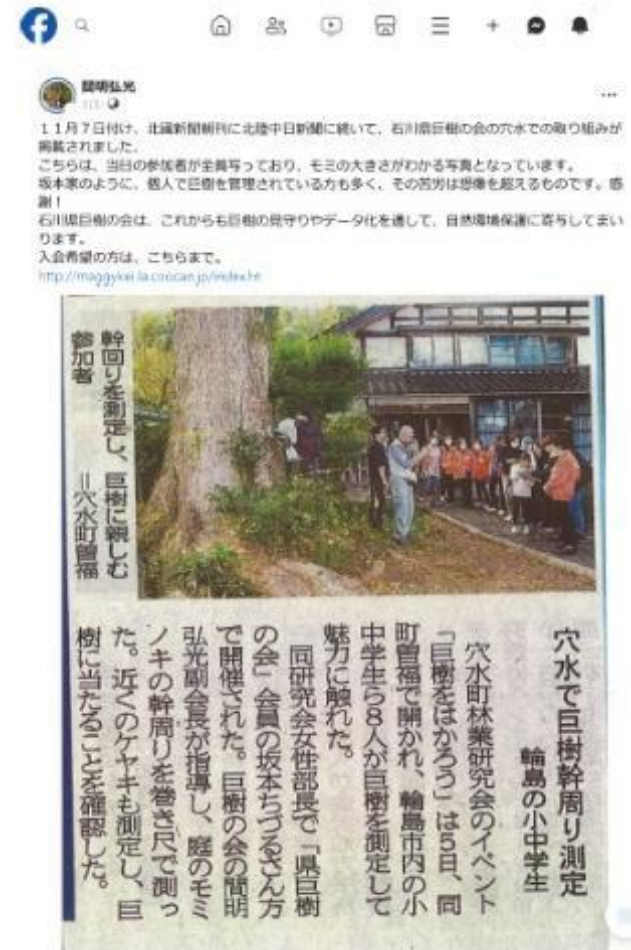 間明弘光
11月7日付け、北國新聞朝刊に北陸中日新聞に続いて、石川県巨樹の会の穴水での取り組みが
掲載されました。
こちらは、当日の参加者が全員写っており、モミの大きさがわかる写真となっています。
坂本家のように、個人で巨樹を管理されている方も多く、その苦労は想像を超えるものです。感
謝!
石川県巨樹の会は、これからも巨樹の見守りやデータ化を通して、自然環境保護に寄与してまい
ります。
入会希望の方は、こちらまで。
幹回りを測定し、巨樹に親しむ
参加者 =穴水町曽福
穴水で巨樹幹周り測定
輪島の小中学生
穴水町林業研究会のイベント
「巨樹をはかろう」は5日、同
町曽福で開かれ、輪島市内の小
中学生ら8人が巨樹を測定して
魅力に触れた。
同研究会女性部長で「県巨樹
の会」会員の坂本ちづるさん方
で開催された。巨樹の会の間明
弘光副会長が指導し、庭のモミ
ノキの幹周りを巻き尺で測っ
た。近くのケヤキも測定し、巨
樹に当たることを確認した。